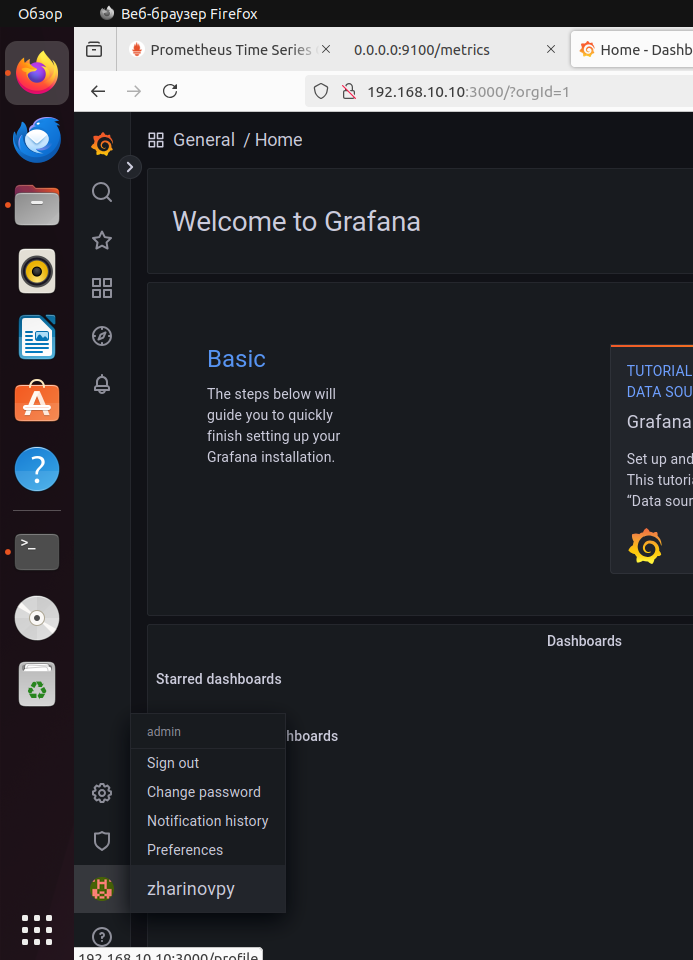 Обзор
Веб-браузер Firefox
Prometheus Time Series
0.0.0.0:9100/metrics
Home - Dashb
192.168.10.10:3000/?orgId=1
General / Home
Welcome to Grafana
Basic
The steps below will
guide you to quickly
finish setting up your
Grafana installation.
TUTORIAL
DATA SOU
Grafana
Set up and
This tutori
“Data sour
Dashboards
Starred dashboards
hboards
admin
Sign out
Change password
Notification history
Preferences
zharinovpy
192.168.10.10:3000/profile